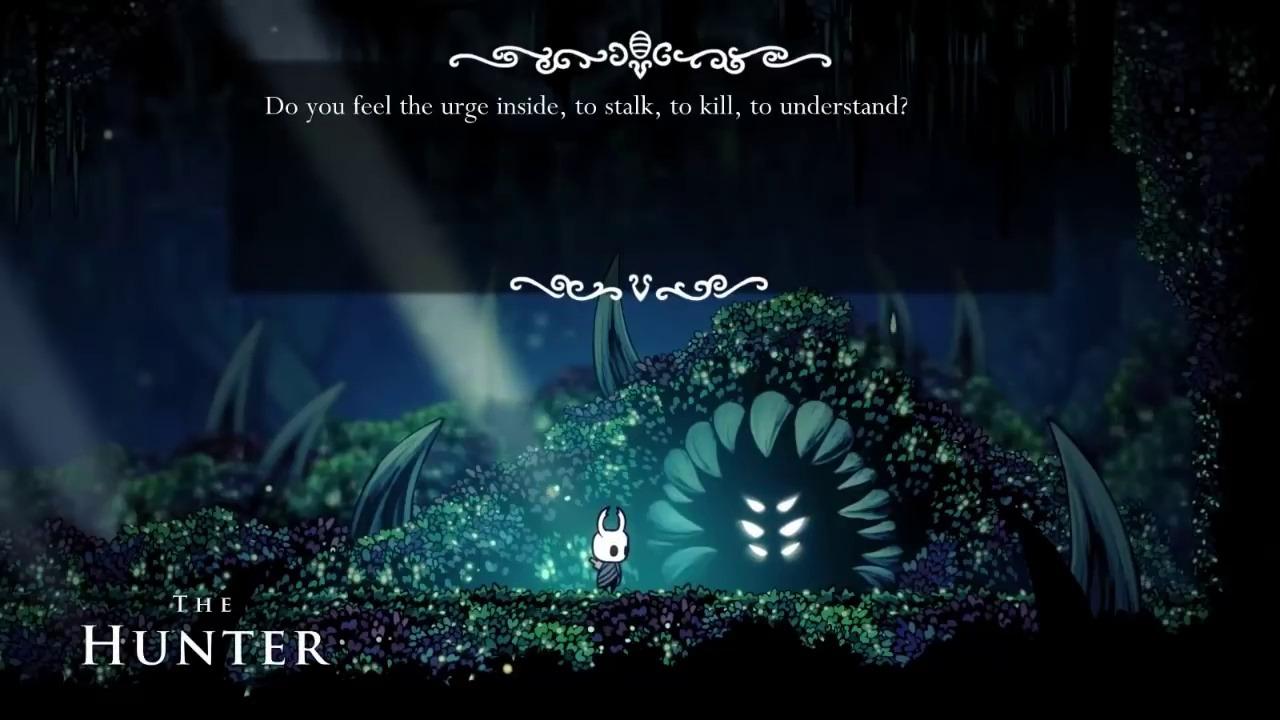 Do you feel the urge inside, to stalk, to kill, to understand?
THE
HUNTER